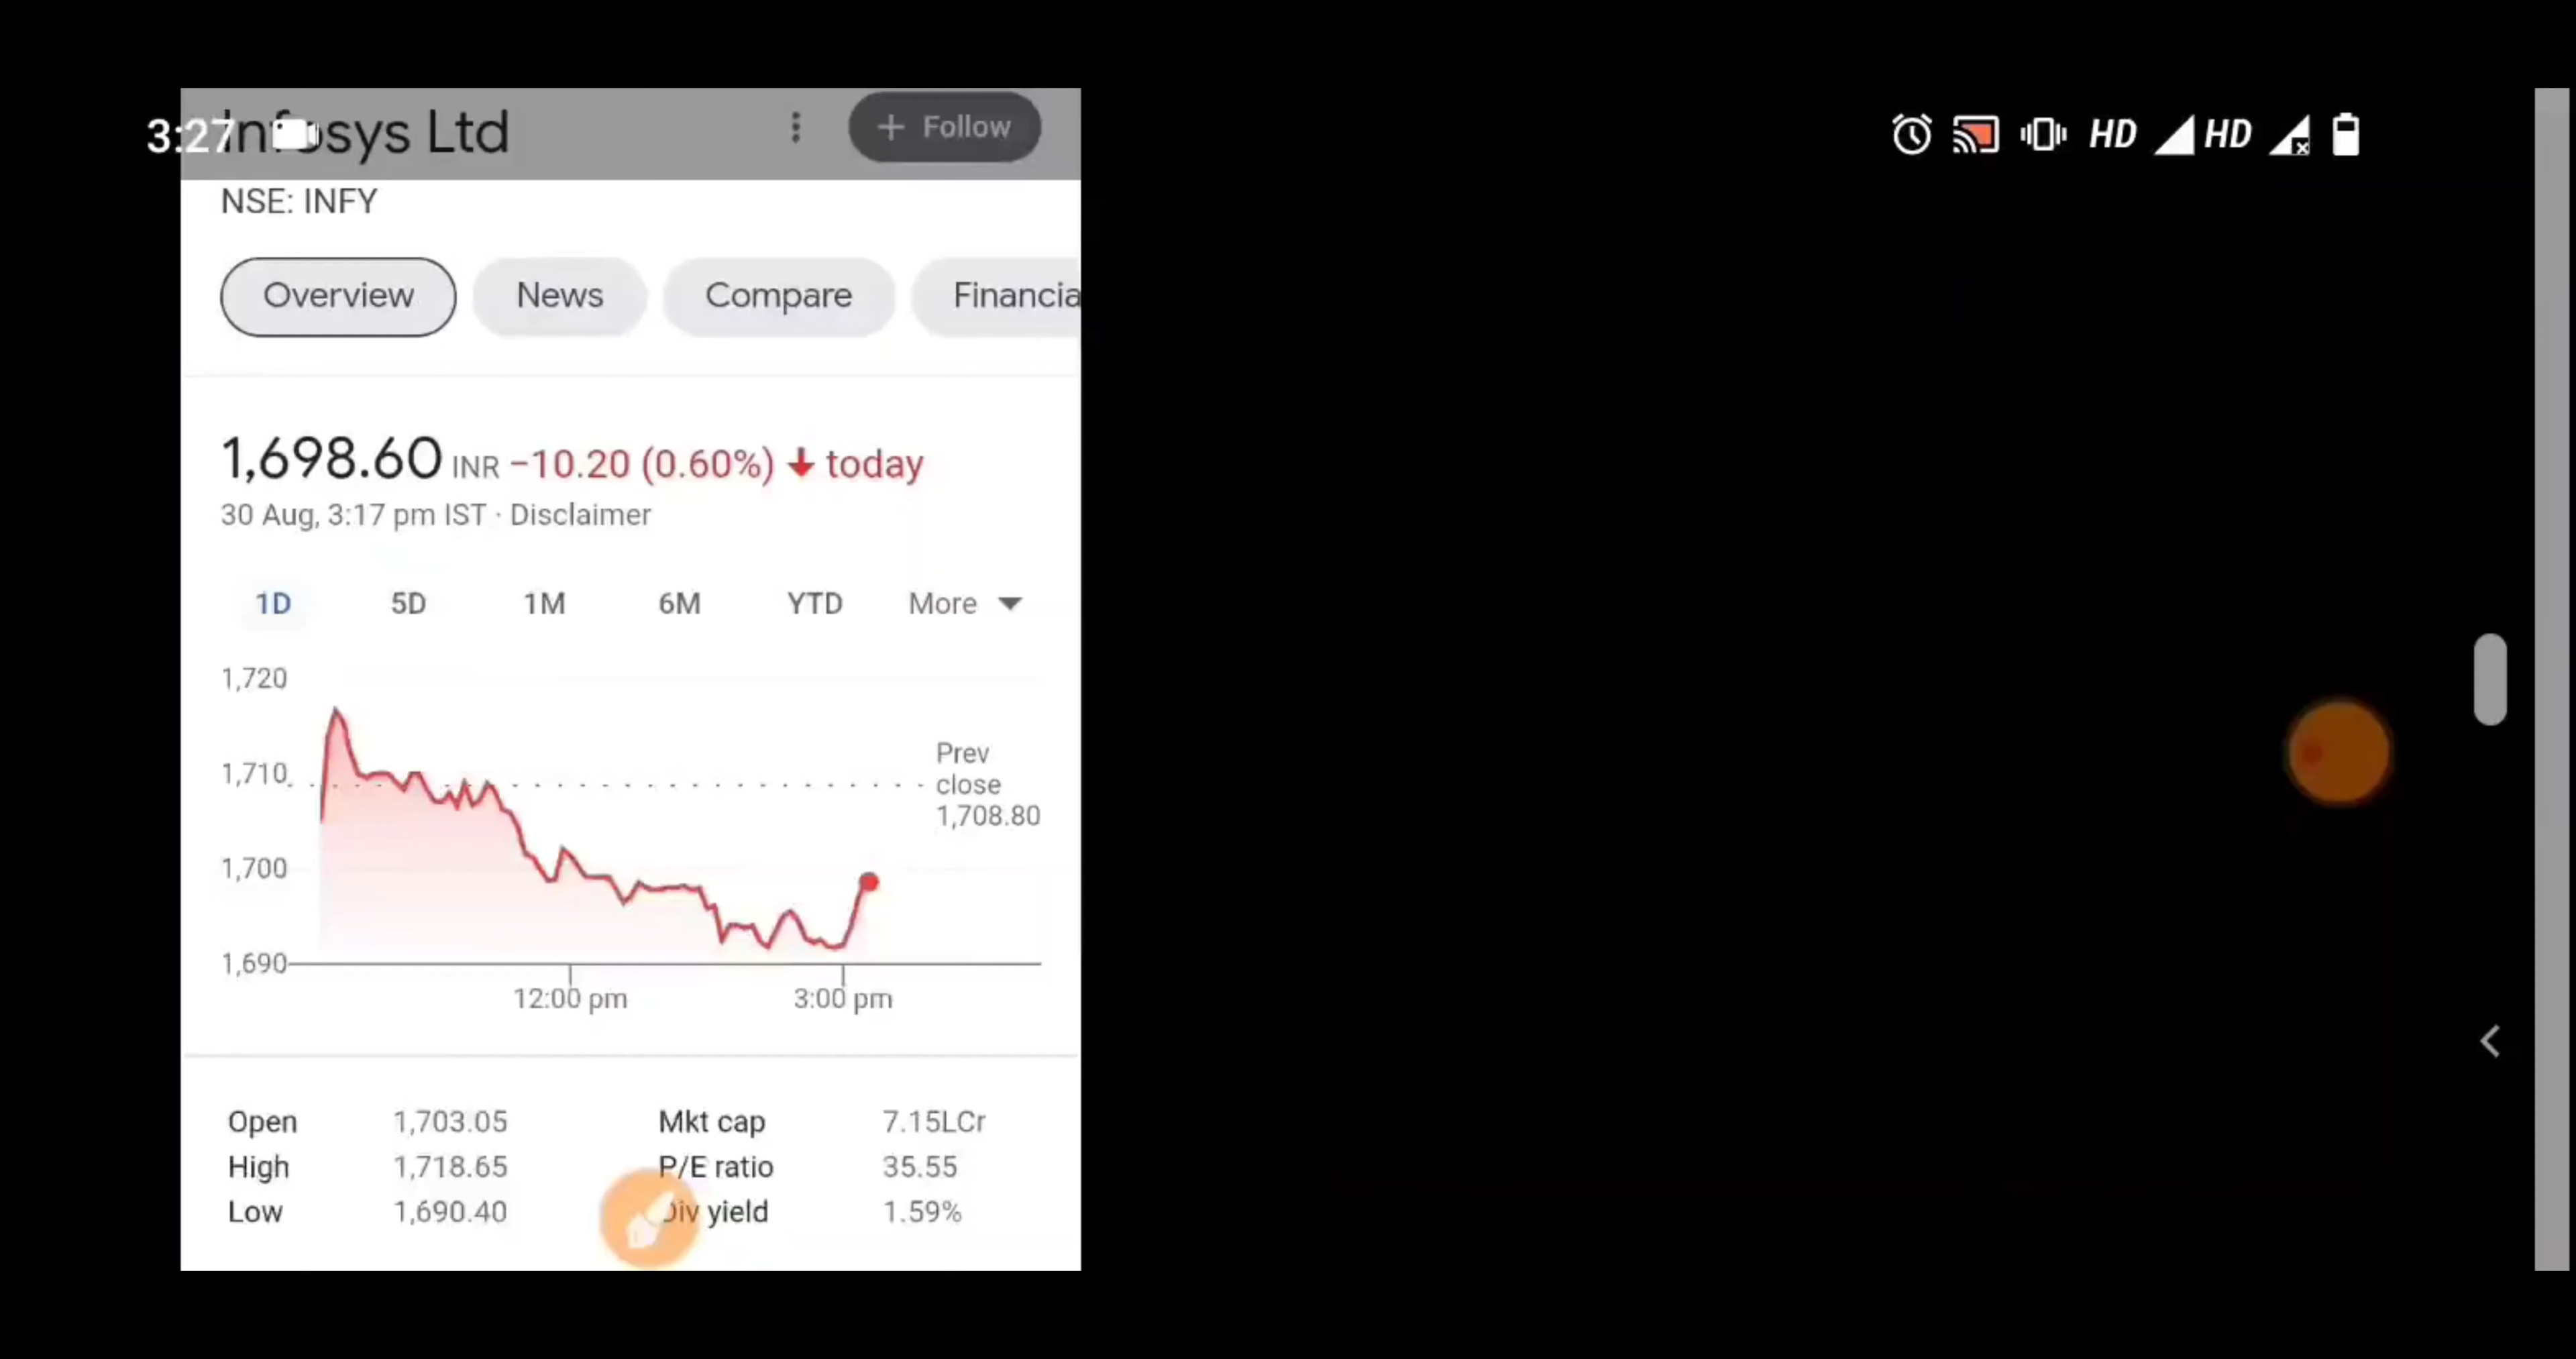 3:27
Infosys Ltd
+ Follow
HD HD
NSE: INFY
Overview News Compare Financia
1,698.60 INR −10.20 (0.60%) ↓ today
30 Aug, 3:17 pm IST · Disclaimer
1D 5D 1M 6M YTD More
1,720
1,710
1,700
1,690
Prev
close
1,708.80
12:00 pm 3:00 pm
Open 1,703.05 Mkt cap 7.15LCr
High 1,718.65 P/E ratio 35.55
Low 1,690.40 Div yield 1.59%